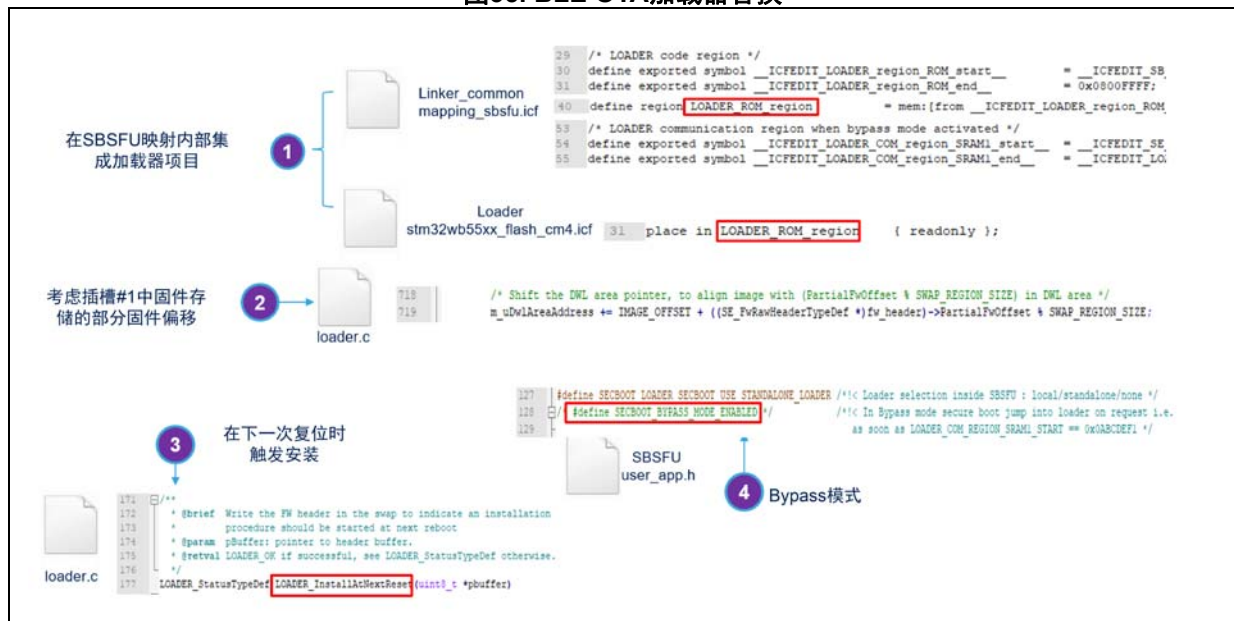 29 /* LOADER code region */
30 define exported symbol __ICFEDIT_LOADER_region_ROM_start__ = __ICFEDIT_SB
31 define exported symbol __ICFEDIT_LOADER_region_ROM_end__ = 0x0800FFFF;
40 define region LOADER_ROM_region = mem:[from __ICFEDIT_LOADER_region_ROM
53 /* LOADER communication region when bypass mode activated */
54 define exported symbol __ICFEDIT_LOADER_COM_region_SRAM1_start__ = __ICFEDIT_SE
55 define exported symbol __ICFEDIT_LOADER_COM_region_SRAM1_end__ = __ICFEDIT_LO
Linker_common
mapping_sbsfu.icf
在SBSFU映射内部集
成加载器项目
1
Loader
stm32wb55xx_flash_cm4.icf
31 place in LOADER_ROM_region { readonly };
考虑插槽#1中固件存
储的部分固件偏移
2
loader.c
718 /* Shift the DWL area pointer, to align image with (PartialFwOffset % SWAP_REGION_SIZE) in DWL area */
719 m_uDwlAreaAddress += IMAGE_OFFSET + ((SE_FwRawHeaderTypeDef *)fw_header)->PartialFwOffset % SWAP_REGION_SIZE;
127 #define SECBOOT_LOADER SECBOOT_USE_STANDALONE_LOADER /*!< Loader selection inside SBSFU : local/standalone/none */
128 /* #define SECBOOT_BYPASS_MODE_ENABLED */ /*!< In Bypass mode secure boot jump into loader on request i.e.
129 as soon as LOADER_COM_REGION_SRAM1_START == 0x0ABCDEF1 */
SBSFU
user_app.h
4
Bypass模式
3
在下一次复位时
触发安装
loader.c
171 /**
172 * @brief Write the FW header in the swap to indicate an installation
173 * procedure should be started at next reboot
174 * @param pBuffer: pointer to header buffer.
175 * @retval LOADER_OK if successful, see LOADER_StatusTypeDef otherwise.
176 */
177 LOADER_StatusTypeDef LOADER_InstallAtNextReset(uint8_t *pbuffer)